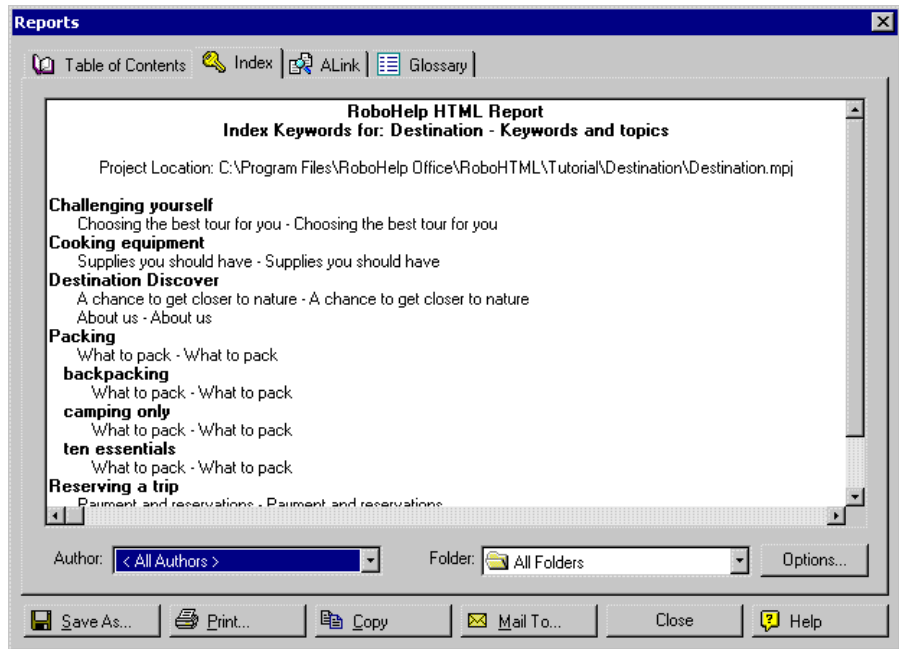 Reports
Table of Contents Index ALink Glossary
RoboHelp HTML Report
Index Keywords for: Destination - Keywords and topics
Project Location: C:\Program Files\RoboHelp Office\RoboHTML\Tutorial\Destination\Destination.mpj
Challenging yourself
Choosing the best tour for you - Choosing the best tour for you
Cooking equipment
Supplies you should have - Supplies you should have
Destination Discover
A chance to get closer to nature - A chance to get closer to nature
About us - About us
Packing
What to pack - What to pack
backpacking
What to pack - What to pack
camping only
What to pack - What to pack
ten essentials
What to pack - What to pack
Reserving a trip
Payment and reservations - Payment and reservations
Author: < All Authors > Folder: All Folders Options...
Save As... Print... Copy Mail To... Close Help